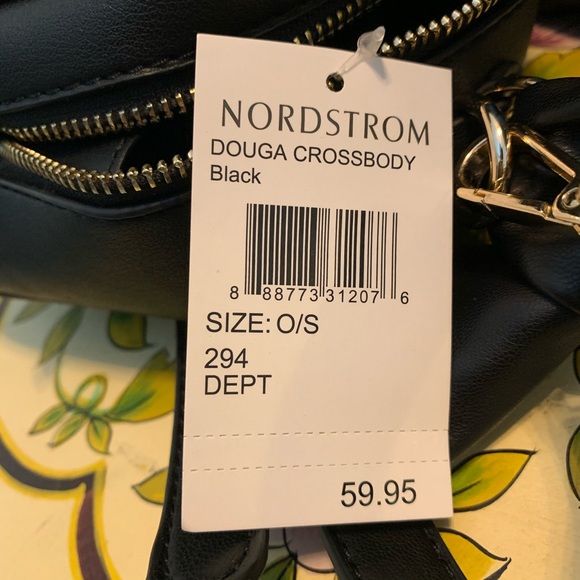 NORDSTROM
DOUGA CROSSBODY
Black
8 88773 31207 6
SIZE: O/S
294
DEPT
59.95